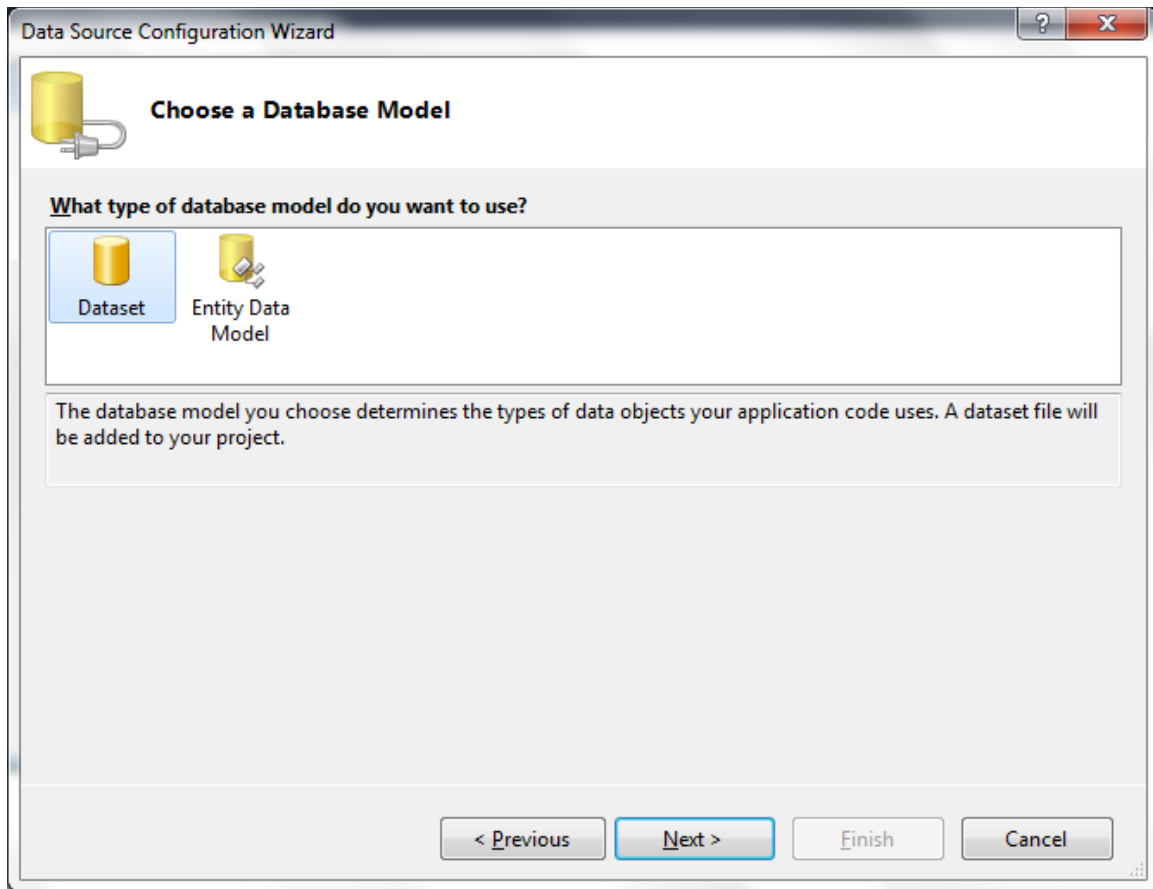 Data Source Configuration Wizard
?
X
Choose a Database Model
What type of database model do you want to use?
Dataset
Entity Data
Model
The database model you choose determines the types of data objects your application code uses. A dataset file will
be added to your project.
< Previous
Next >
Finish
Cancel